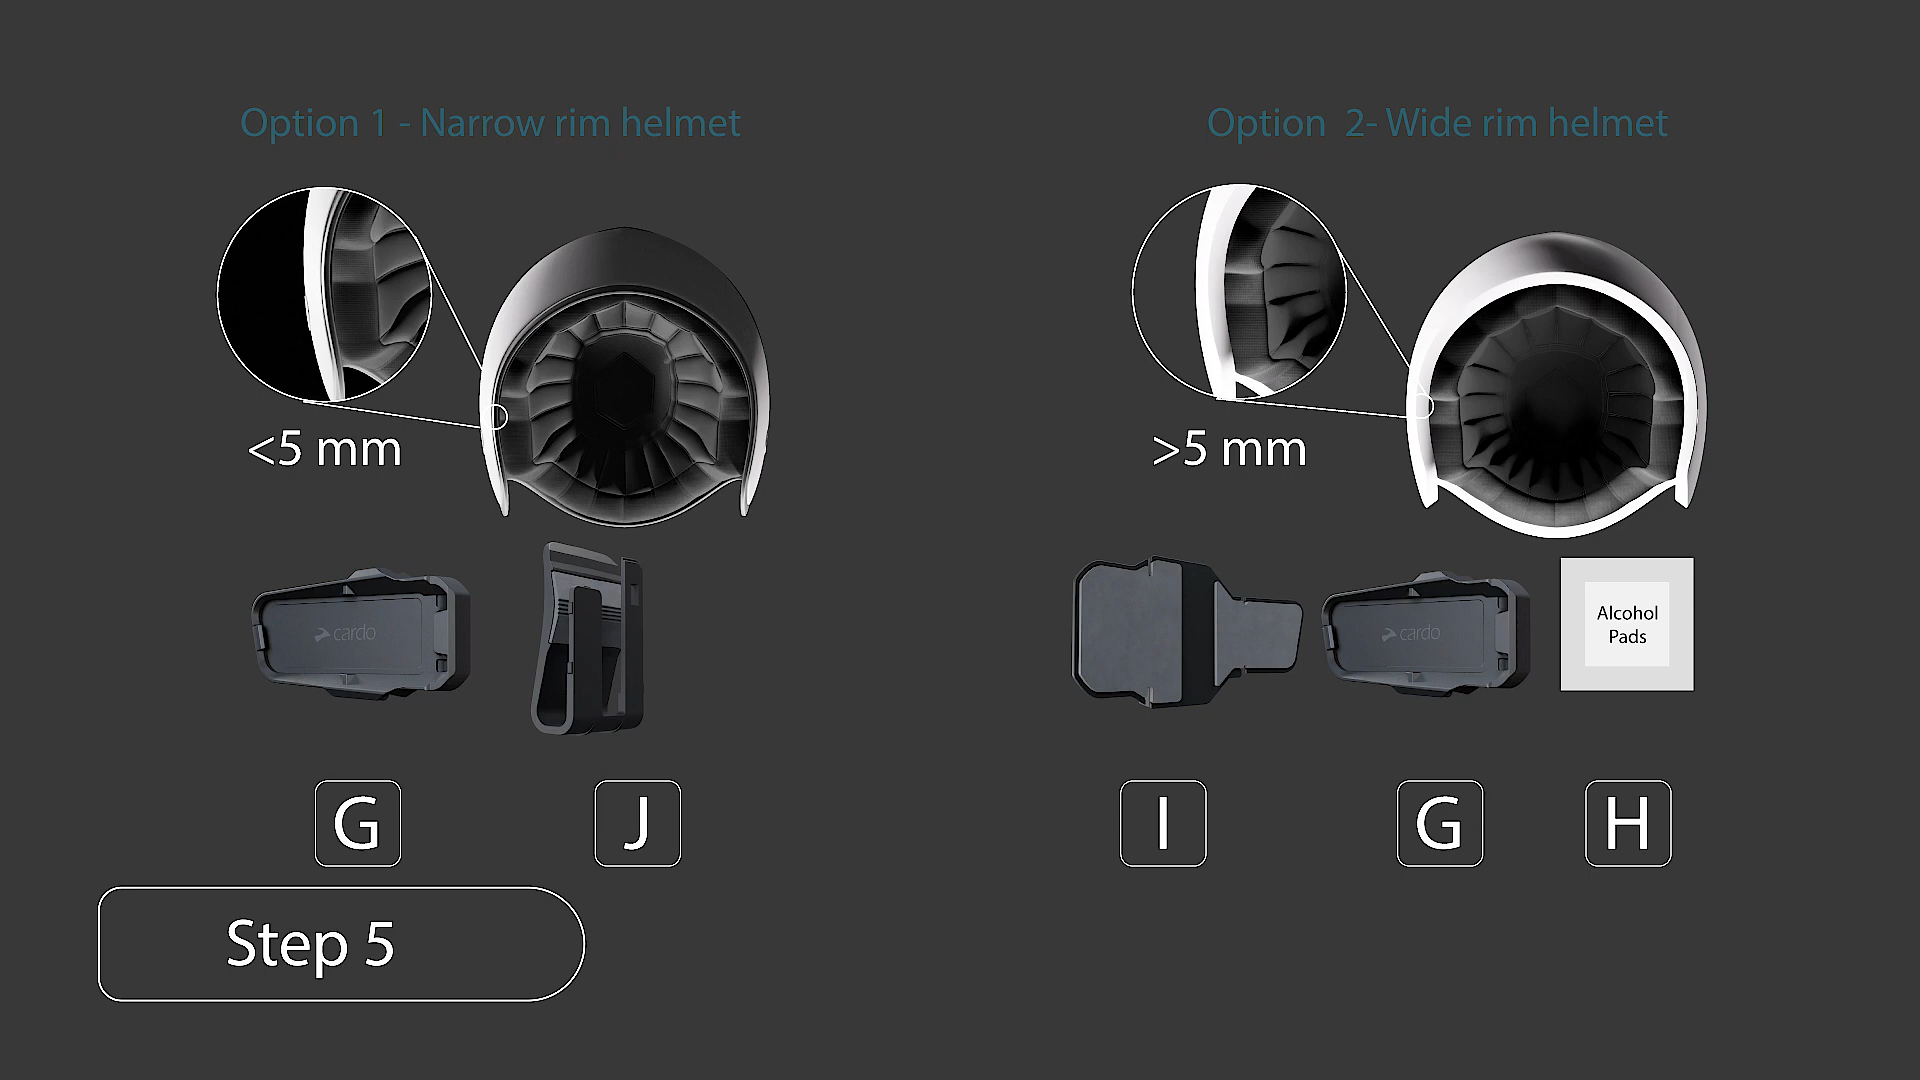 Option 1 - Narrow rim helmet
Option 2- Wide rim helmet
<5 mm
>5 mm
cardo
cardo
Alcohol
Pads
G
J
I
G
H
Step 5